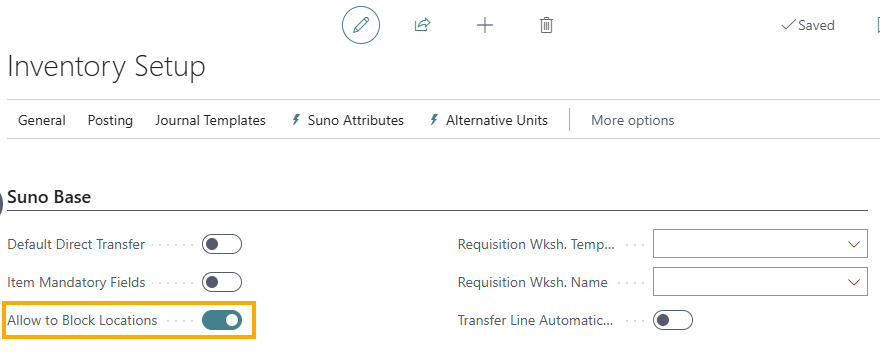 Saved
Inventory Setup
General Posting Journal Templates Suno Attributes Alternative Units More options
Suno Base
Default Direct Transfer
Requisition Wksh. Temp...
Item Mandatory Fields
Requisition Wksh. Name
Allow to Block Locations
Transfer Line Automatic...